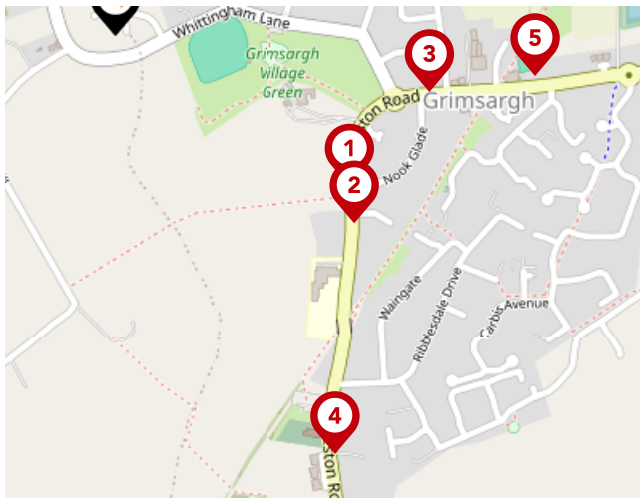 Whittingham Lane
Grimsargh
Village
Green
3
5
ston Road
Grimsargh
1
Nook Glade
2
Waingate
Ribblesdale Drive
Carbis Avenue
4
ston Ro